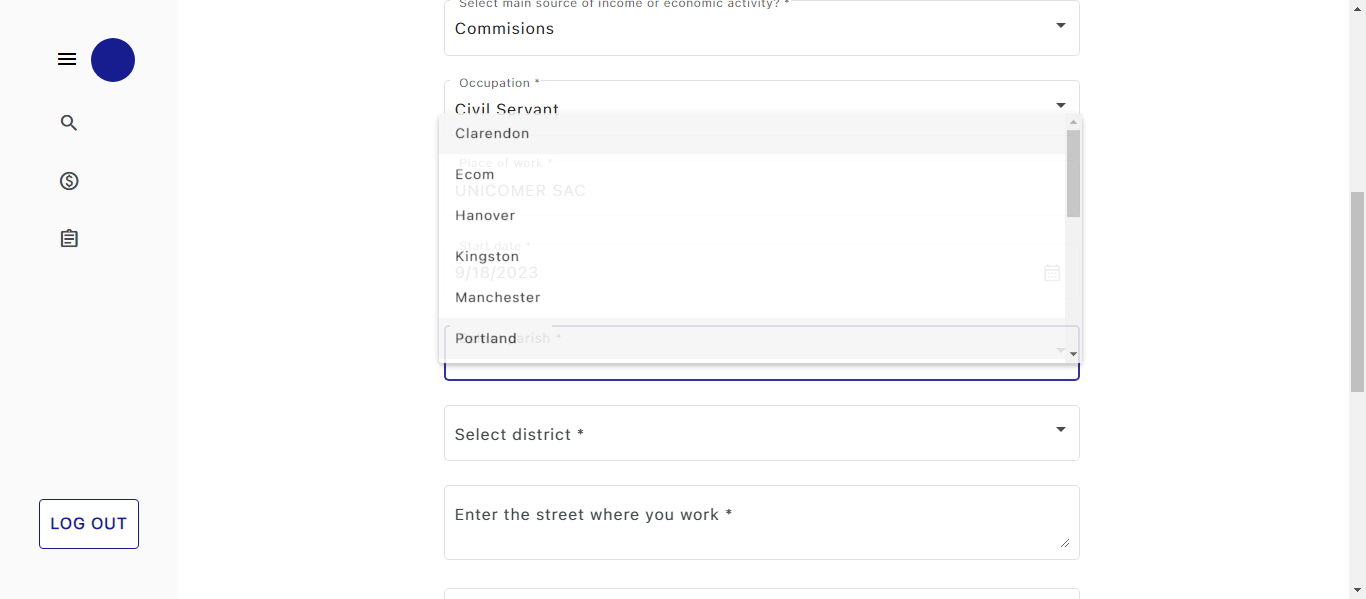 Select main source of income or economic activity? *
Commisions
Occupation *
Civil Servant
Clarendon
Place of work *
Ecom
UNICOMER SAC
Hanover
Start date *
Kingston
9/18/2023
Manchester
Portland
arish *
Select district *
Enter the street where you work *
LOG OUT